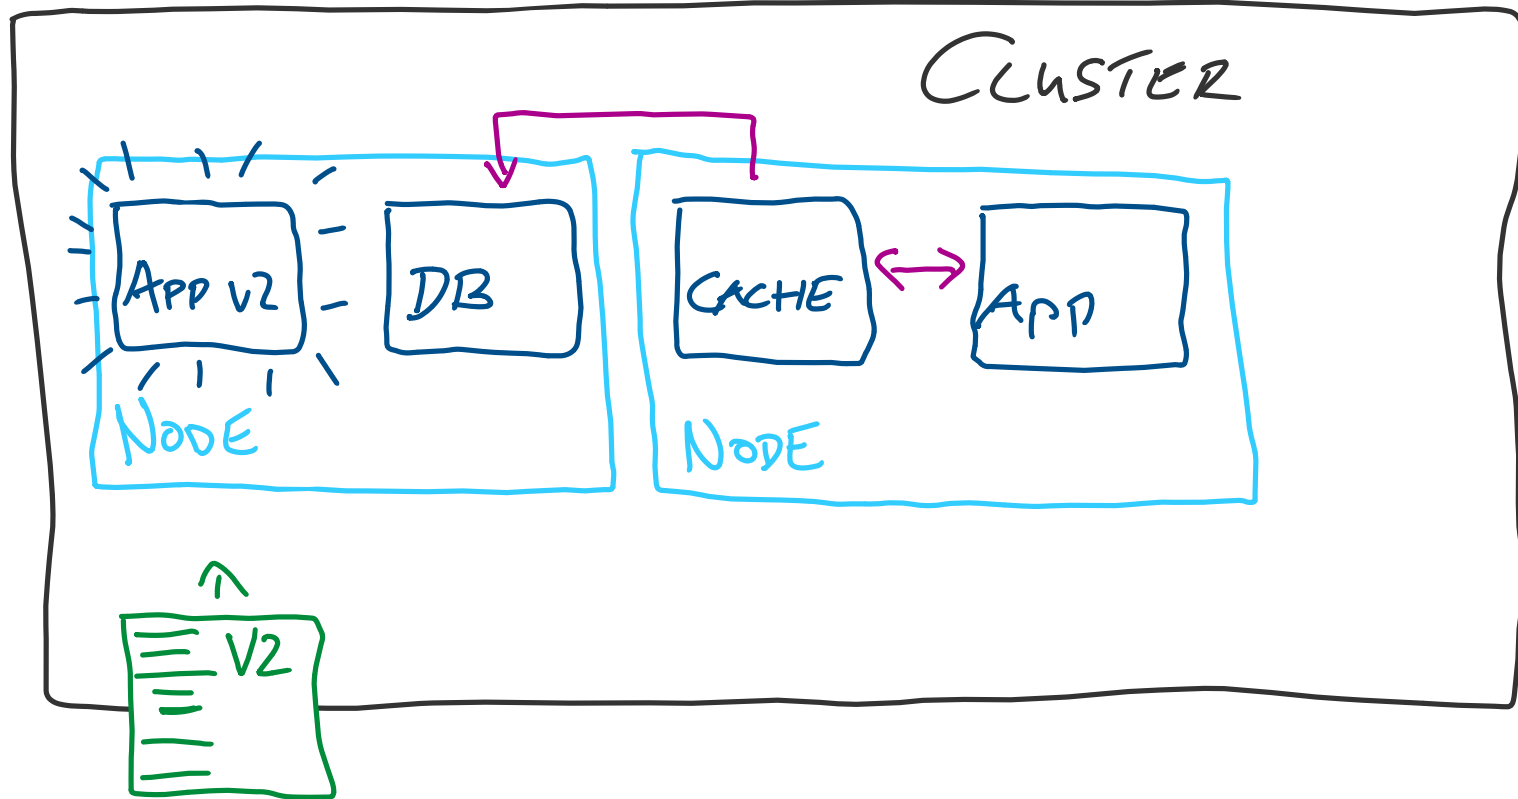 CLUSTER
APP V2
DB
CACHE
APP
NODE
NODE
V2